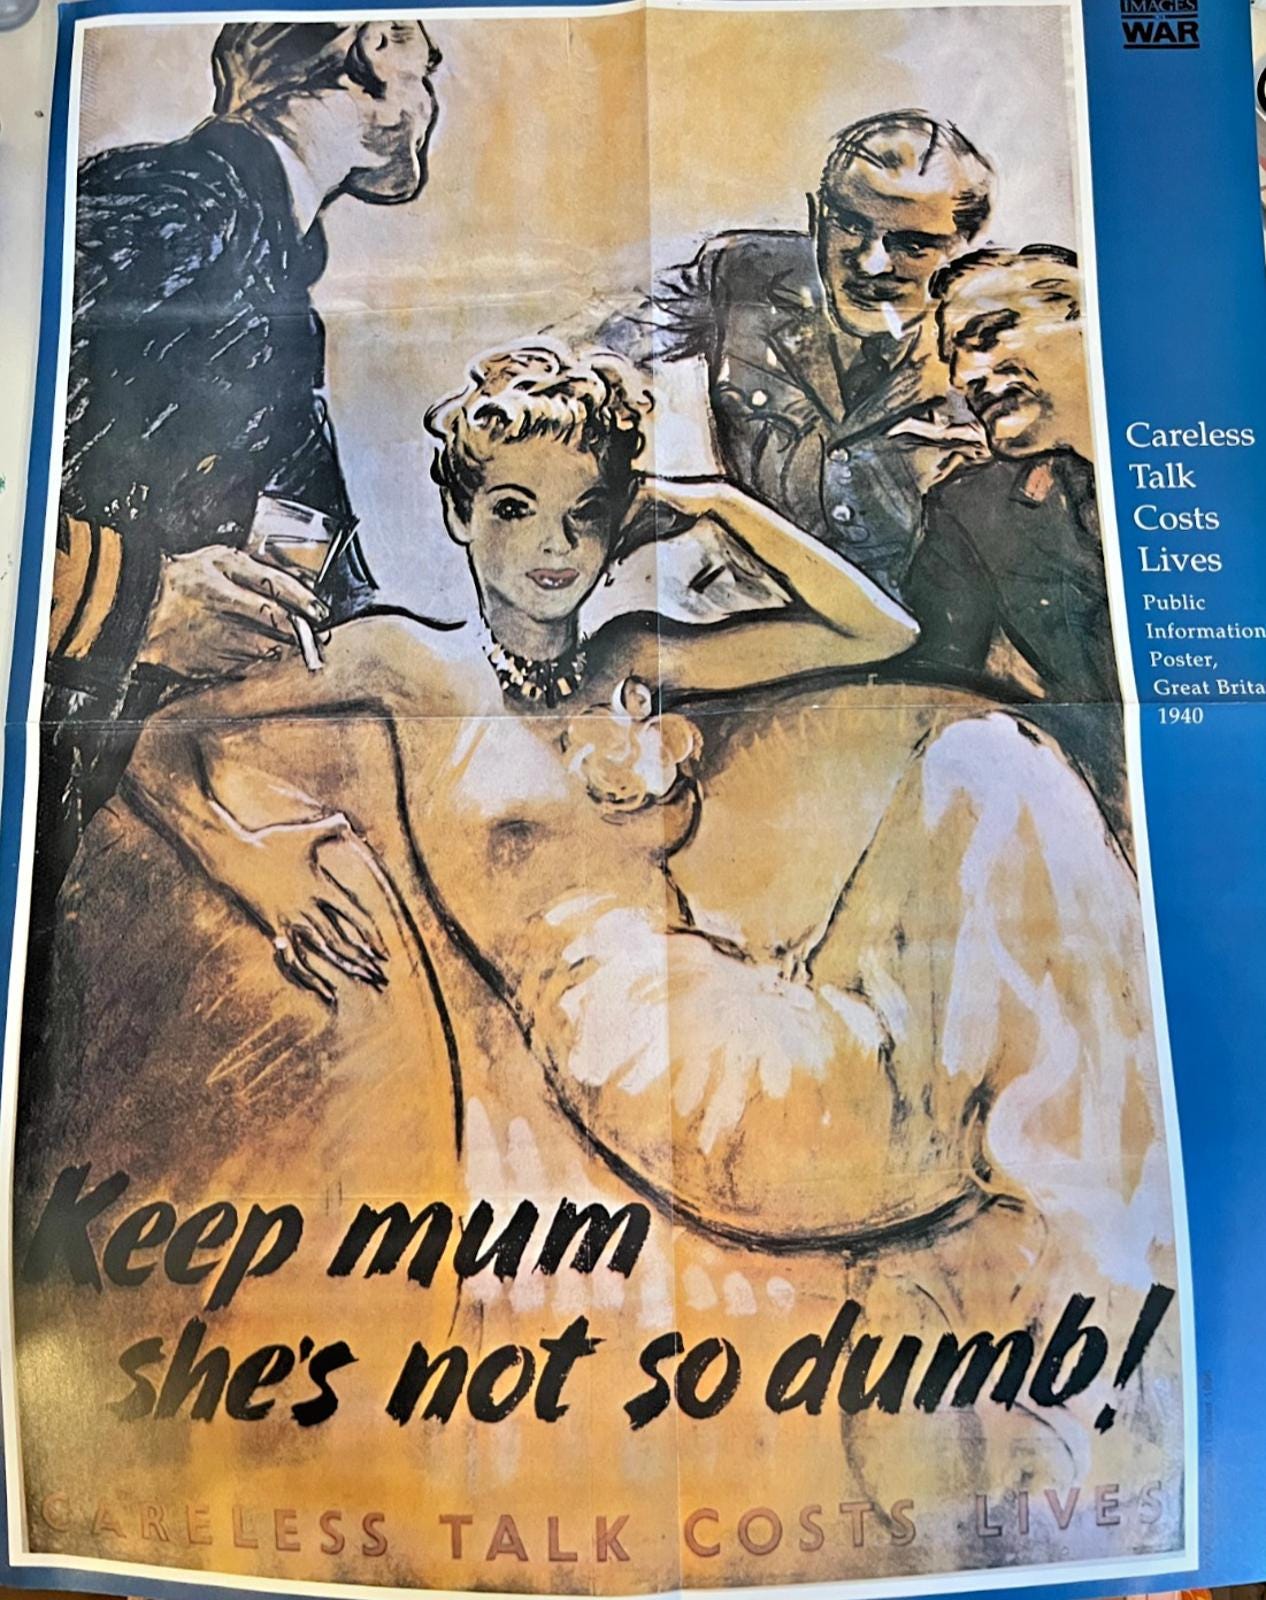 IMAGES
WAR
Careless
Talk
Costs
Lives
Public
Information
Poster,
Great Brita
1940
Keep mum
she's not so dumb!
CARELESS TALK COSTS LIVES